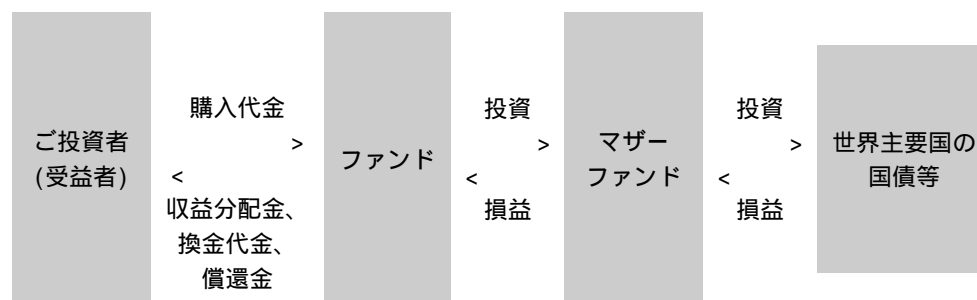 ご投資者
(受益者)
購入代金
>
<
収益分配金、
換金代金、
償還金
ファンド
投資
>
<
損益
マザー
ファンド
投資
>
<
損益
世界主要国の
国債等